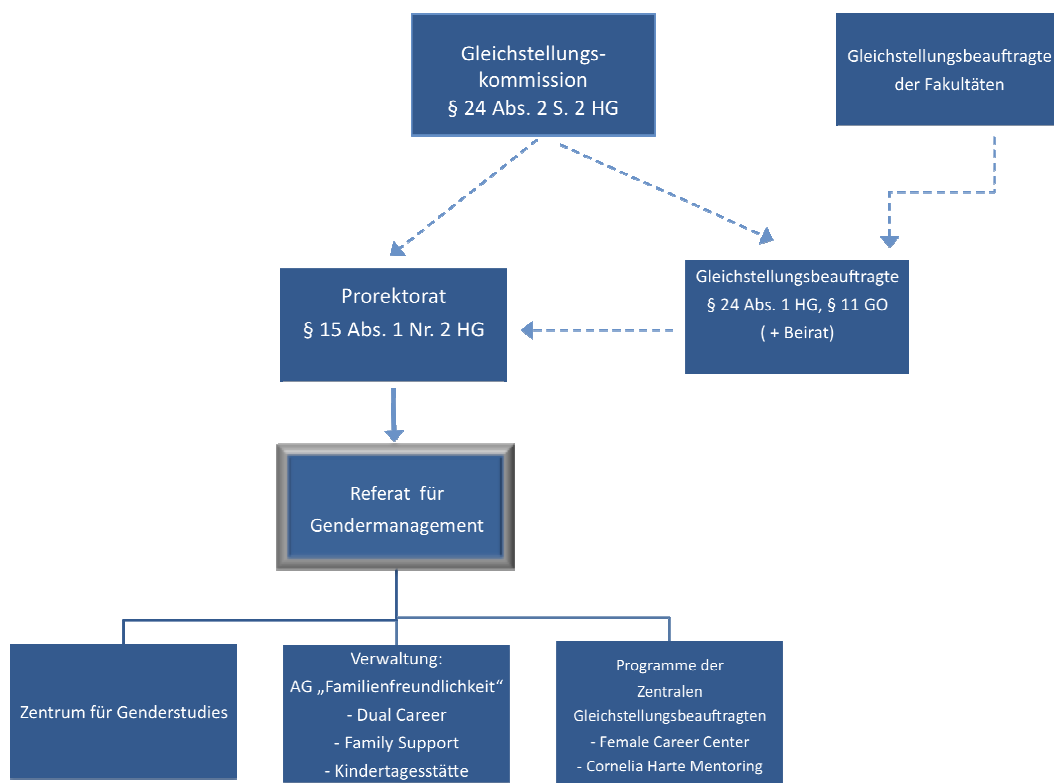 Gleichstellungs-
kommission
§ 24 Abs. 2 S. 2 HG
Gleichstellungsbeauftragte
der Fakultäten
Prorektorat
§ 15 Abs. 1 Nr. 2 HG
Gleichstellungsbeauftragte
§ 24 Abs. 1 HG, § 11 GO
( + Beirat)
Referat für
Gendermanagement
Zentrum für Genderstudies
Verwaltung:
AG „Familienfreundlichkeit“
- Dual Career
- Family Support
- Kindertagesstätte
Programme der
Zentralen
Gleichstellungsbeauftragten
- Female Career Center
- Cornelia Harte Mentoring